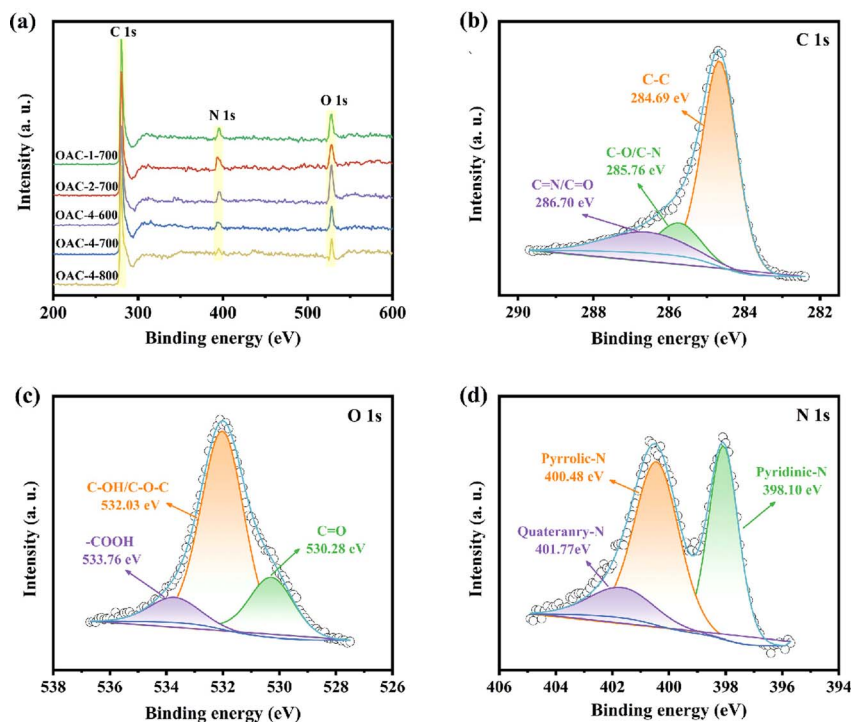 (a)
C 1s
N 1s
O 1s
OAC-1-700
OAC-2-700
OAC-4-600
OAC-4-700
OAC-4-800
Intensity (a. u.)
200 300 400 500 600
Binding energy (eV)
(b)
C 1s
C-C
284.69 eV
C-O/C-N
285.76 eV
C=N/C=O
286.70 eV
Intensity (a. u.)
290 288 286 284 282
Binding energy (eV)
(c)
O 1s
C-OH/C-O-C
532.03 eV
-COOH
533.76 eV
C=O
530.28 eV
Intensity (a. u.)
538 536 534 532 530 528 526
Binding energy (eV)
(d)
N 1s
Pyrrolic-N
400.48 eV
Pyridinic-N
398.10 eV
Quateranry-N
401.77eV
Intensity (a. u.)
406 404 402 400 398 396 394
Binding energy (eV)